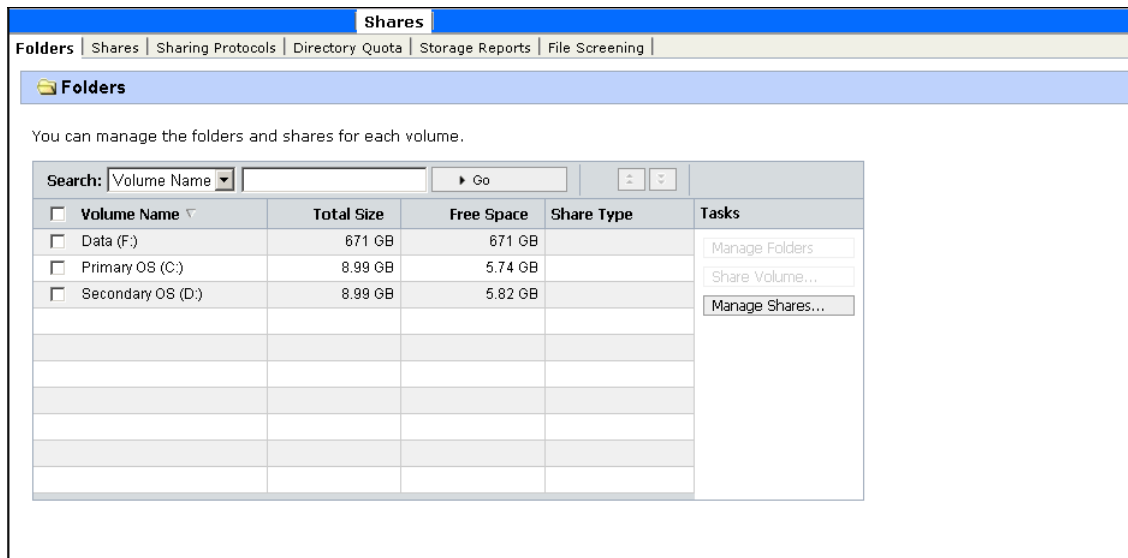 Shares
Folders Shares Sharing Protocols Directory Quota Storage Reports File Screening
Folders
You can manage the folders and shares for each volume.
Search: Volume Name Go
Volume Name Total Size Free Space Share Type Tasks
Data (F:) 671 GB 671 GB
Manage Folders
Primary OS (C:) 8.99 GB 5.74 GB
Share Volume...
Secondary OS (D:) 8.99 GB 5.82 GB
Manage Shares...